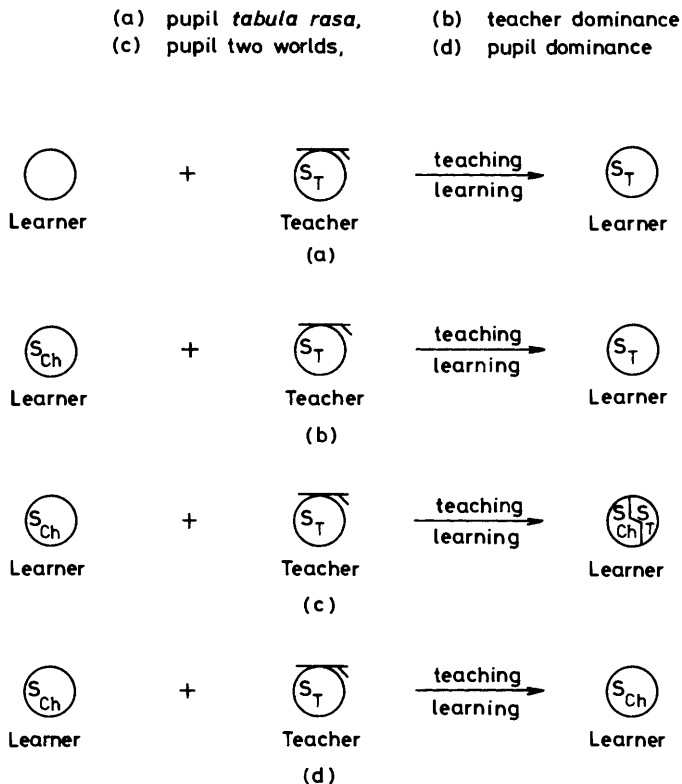 (a) pupil tabula rasa, (b) teacher dominance
(c) pupil two worlds, (d) pupil dominance
+ S_T teaching S_T
learning
Learner Teacher Learner
(a)
S_Ch + S_T teaching S_T
learning
Learner Teacher Learner
(b)
S_Ch + S_T teaching S S
learning Ch T
Learner Teacher Learner
(c)
S_Ch + S_T teaching S_Ch
learning
Learner Teacher Learner
(d)